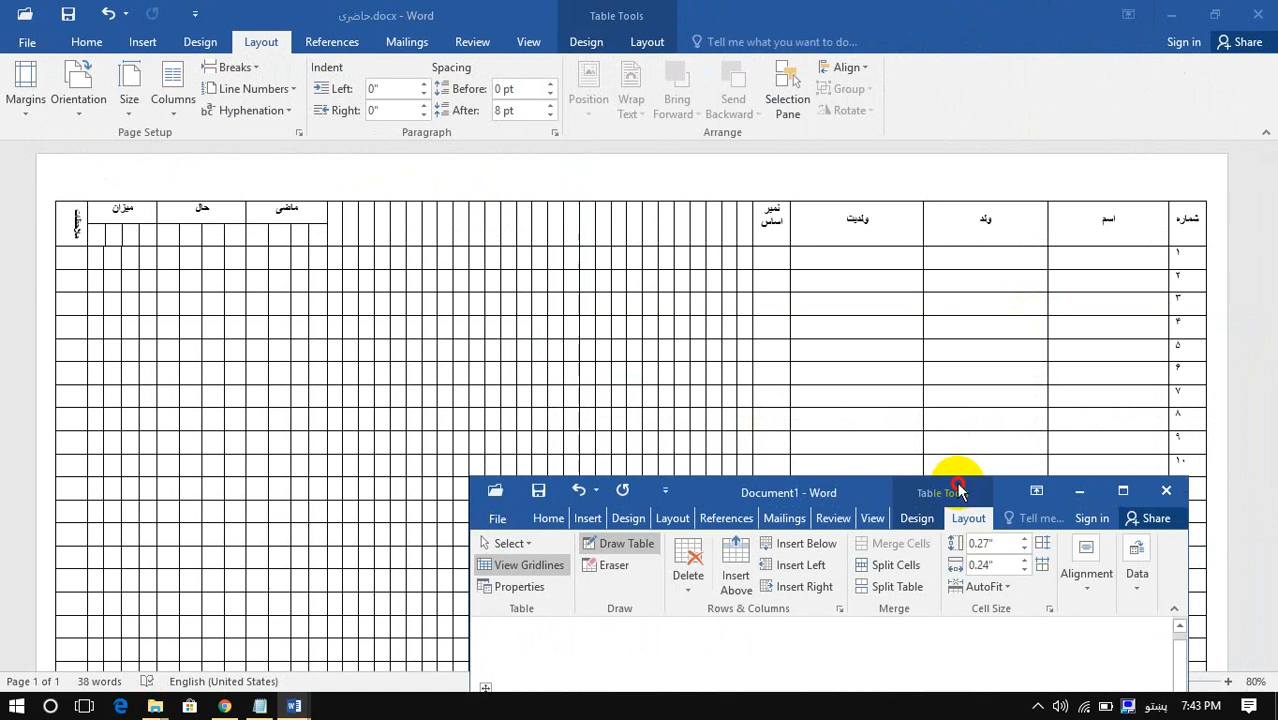 حاضری.docx - Word
Table Tools
File
Home
Insert
Design
Layout
References
Mailings
Review
View
Design
Layout
Tell me what you want to do...
Sign in
Share
Margins
Orientation
Size
Columns
Breaks
Line Numbers
Hyphenation
Page Setup
Indent
Left: 0"
Right: 0"
Spacing
Before: 0 pt
After: 8 pt
Paragraph
Position
Wrap
Text
Bring
Forward
Send
Backward
Selection
Pane
Align
Group
Rotate
Arrange
شماره
اسم
ولد
ولدیت
نمبر
اساس
ماضی
حال
میزان
ملاحظات
۱
۲
۳
۴
۵
۶
۷
۸
۹
۱۰
Document1 - Word
File
Home
Insert
Design
Layout
References
Mailings
Review
View
Design
Layout
Tell me...
Sign in
Share
Select
View Gridlines
Properties
Table
Draw Table
Eraser
Draw
Delete
Insert
Above
Insert Below
Insert Left
Insert Right
Rows & Columns
Merge Cells
Split Cells
Split Table
Merge
0.27"
0.24"
AutoFit
Cell Size
Alignment
Data
Page 1 of 1
38 words
English (United States)
80%
پښتو
7:43 PM